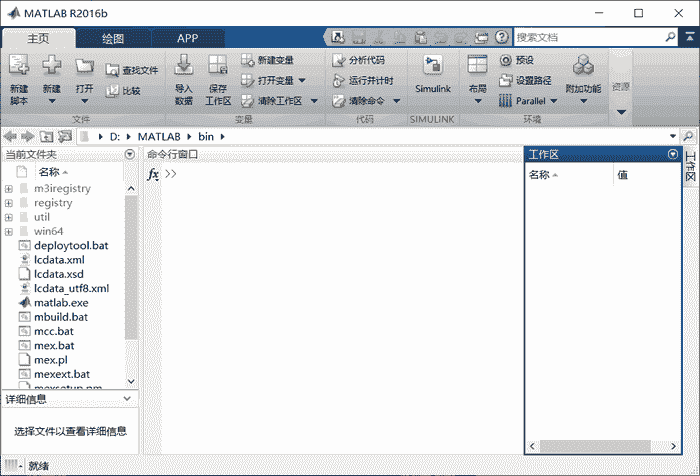 MATLAB R2016b
主页 绘图 APP 搜索文档
新建脚本 新建 打开 查找文件 比较
导入数据 保存工作区 新建变量 打开变量 清除工作区
分析代码 运行并计时 清除命令
Simulink 布局 预设 设置路径 Parallel 附加功能 资源
文件 变量 代码 SIMULINK 环境
D: MATLAB bin
当前文件夹 命令行窗口 工作区 工作区
名称 fx >> 名称 值
m3iregistry
registry
util
win64
deploytool.bat
lcdata.xml
lcdata.xsd
lcdata_utf8.xml
matlab.exe
mbuild.bat
mcc.bat
mex.bat
mex.pl
mexext.bat
mexsetup.pm
详细信息
选择文件以查看详细信息
就绪